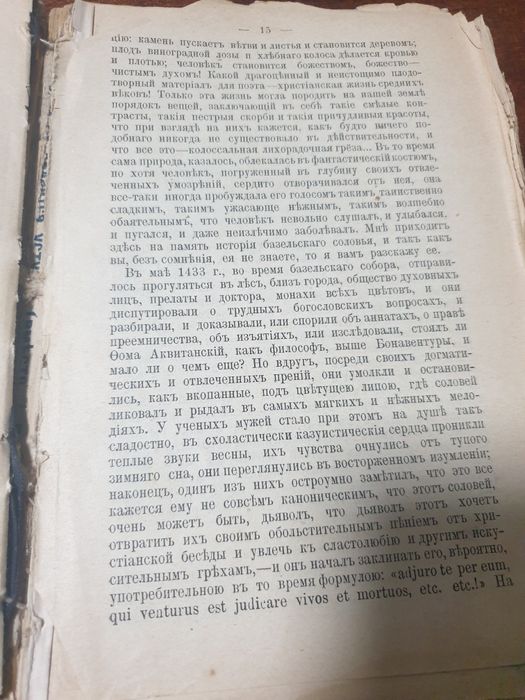 — 15 —
цію: камень пускаетъ вѣтви и листья и становится деревомъ;
плодъ виноградной лозы и хлѣбнаго колоса дѣлается кровью
и плотью; человѣкъ становится божествомъ, божество—
чистымъ духомъ! Какой драгоцѣнный и неистощимо плодо-
творный матеріалъ для поэта—христіанская жизнь среднихъ
вѣковъ! Только эта жизнь могла породить на нашей землѣ
порядокъ вещей, заключающій въ себѣ такіе смѣлые кон-
трасты, такія пестрыя скорби и такія причудливыя красоты,
что при взглядѣ на нихъ кажется, какъ будто ничего по-
добнаго никогда не существовало въ дѣйствительности, и
что все это—колоссальная лихорадочная грёза... Въ то время
сама природа, казалось, облекалась въ фантастическій костюмъ,
но хотя человѣкъ, погруженный въ глубину своихъ отвле-
ченныхъ умозрѣній, сердито отворачивался отъ нея, она
все-таки иногда пробуждала его голосомъ такимъ таинственно
сладкимъ, такимъ ужасающе нѣжнымъ, такимъ волшебно
обаятельнымъ, что человѣкъ невольно слушалъ, и улыбался,
и пугался, и даже неизлѣчимо заболѣвалъ. Мнѣ приходитъ
здѣсь на память исторія базельскаго соловья, и такъ какъ
вы, безъ сомнѣнія, ея не знаете, то я вамъ разскажу ее.
Въ маѣ 1433 г., во время базельскаго собора, отправи-
лось прогуляться въ лѣсъ, близъ города, общество духовныхъ
лицъ, прелаты и доктора, монахи всѣхъ цвѣтовъ, и они
диспутировали о трудныхъ богословскихъ вопросахъ, и
разбирали, и доказывали, или спорили объ аннатахъ, о правѣ
преемничества, объ изъятіяхъ, или изслѣдовали, стоялъ ли
Ѳома Аквитанскій, какъ философъ, выше Бонавентуры, и
мало ли о чемъ еще? Но вдругъ, посреди своихъ догмати-
ческихъ и отвлеченныхъ преній, они умолкли и останови-
лись, какъ вкопанные, подъ цвѣтущею липою, гдѣ соловей
ликовалъ и рыдалъ въ самыхъ мягкихъ и нѣжныхъ мело-
діяхъ. У ученыхъ мужей стало при этомъ на душѣ такъ
сладостно, въ схоластически казуистическія сердца проникли
теплые звуки весны, ихъ чувства очнулись отъ тупого
зимняго сна, они переглянулись въ восторженномъ изумленіи;
наконецъ, одинъ изъ нихъ остроумно замѣтилъ, что это все
кажется ему не совсѣмъ каноническимъ, что этотъ соловей,
очень можетъ быть, дьяволъ, что дьяволъ этотъ хочетъ
отвратить ихъ своимъ обольстительнымъ пѣніемъ отъ хри-
стіанской бесѣды и увлечь къ сластолюбію и другимъ иску-
сительнымъ грѣхамъ,—и онъ началъ заклинать его, вѣроятно,
употребительною въ то время формулою: «adjuro te per eum,
qui venturus est judicare vivos et mortuos, etc. etc.!» На